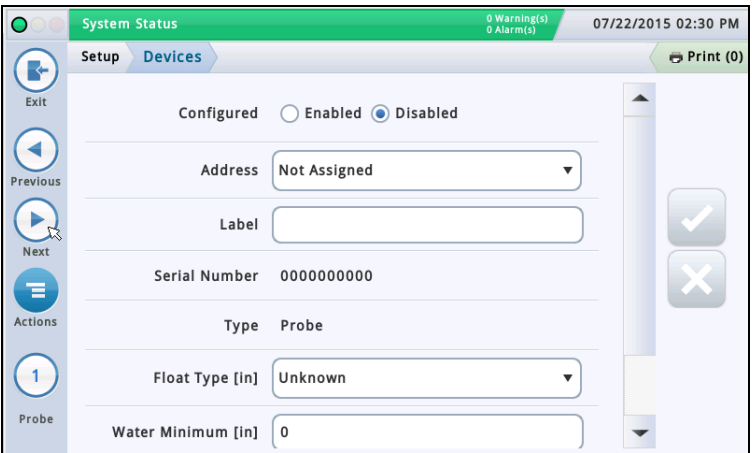 System Status
0 Warning(s)
0 Alarm(s)
07/22/2015 02:30 PM
Setup Devices
Print (0)
Exit
Previous
Next
Actions
1
Probe
Configured Enabled Disabled
Address Not Assigned
Label
Serial Number 0000000000
Type Probe
Float Type [in] Unknown
Water Minimum [in] 0